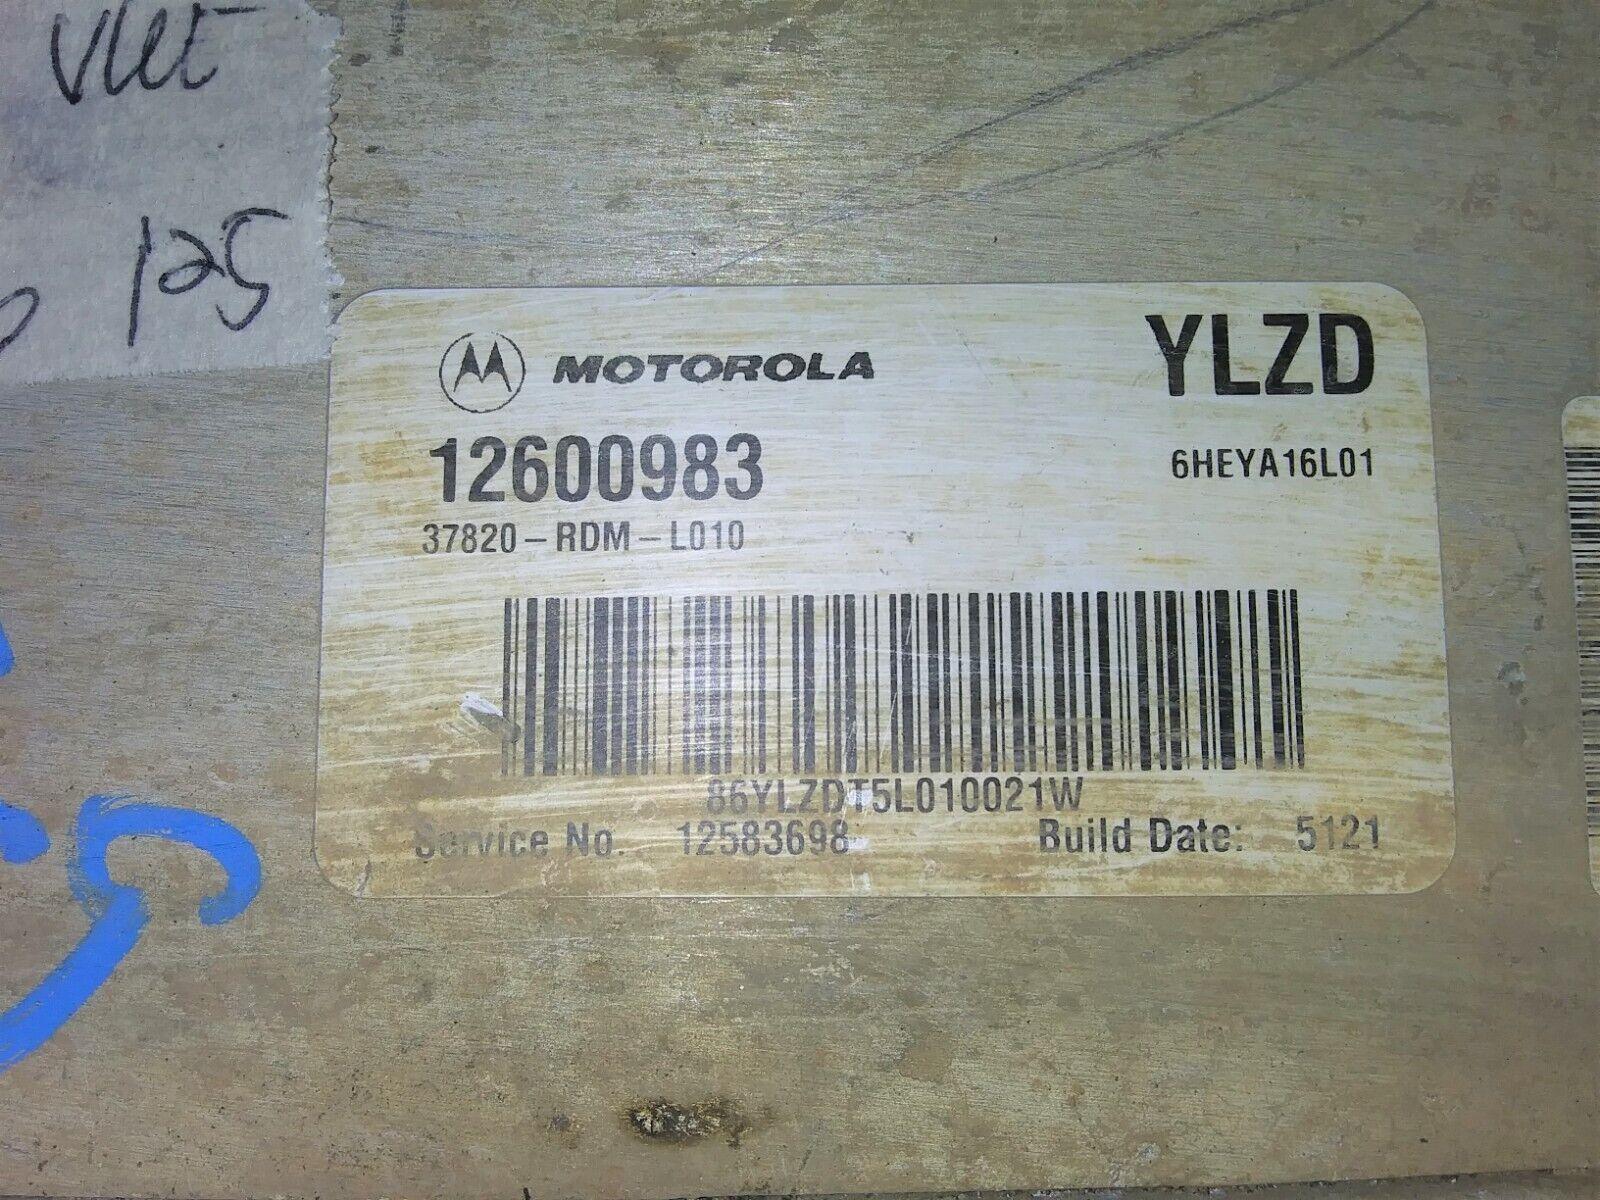 125
MOTOROLA YLZD
12600983 6HEYA16L01
37820-RDM-L010
86YLZDT5L010021W
Service No. 12583698 Build Date: 5121